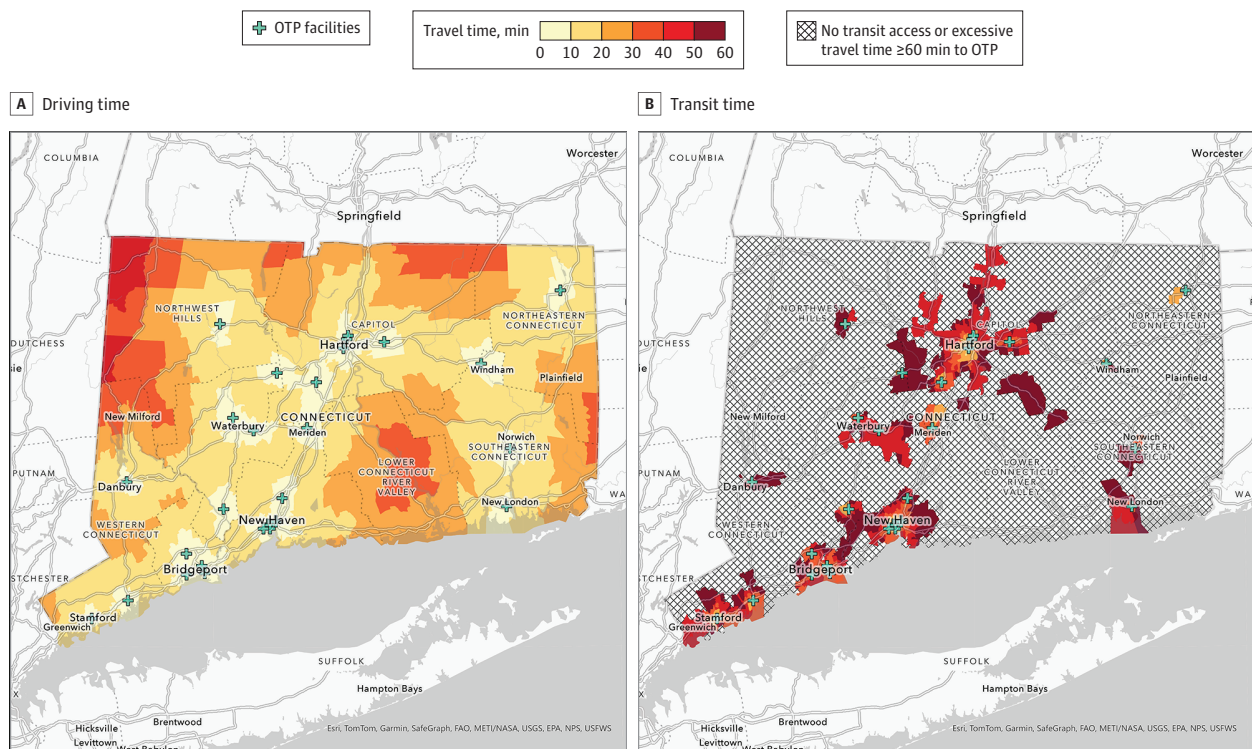 OTP facilities
Travel time, min
0 10 20 30 40 50 60
No transit access or excessive
travel time ≥60 min to OTP
A Driving time
COLUMBIA
Worcester
Springfield
NORTHWEST
HILLS
CAPITOL
NORTHEASTERN
CONNECTICUT
DUTCHESS
Hartford
Windham
Plainfield
New Milford
CONNECTICUT
Waterbury
Meriden
Norwich
SOUTHEASTERN
CONNECTICUT
PUTNAM
LOWER
CONNECTICUT
RIVER
VALLEY
Danbury
New London
WA
WESTERN
CONNECTICUT
New Haven
STCHESTER
Bridgeport
Stamford
Greenwich
SUFFOLK
X
Hampton Bays
Hicksville
Brentwood
Levittown
West Babylon
Esri, TomTom, Garmin, SafeGraph, FAO, METI/NASA, USGS, EPA, NPS, USFWS
B Transit time
COLUMBIA
Worcester
Springfield
NORTHWEST
HILLS
CAPITOL
NORTHEASTERN
CONNECTICUT
DUTCHESS
Hartford
Windham
Plainfield
New Milford
CONNECTICUT
Waterbury
Meriden
Norwich
SOUTHEASTERN
CONNECTICUT
PUTNAM
LOWER
CONNECTICUT
RIVER
VALLEY
Danbury
New London
WA
WESTERN
CONNECTICUT
New Haven
STCHESTER
Bridgeport
Stamford
Greenwich
SUFFOLK
X
Hampton Bays
Hicksville
Brentwood
Levittown
West Babylon
Esri, TomTom, Garmin, SafeGraph, FAO, METI/NASA, USGS, EPA, NPS, USFWS